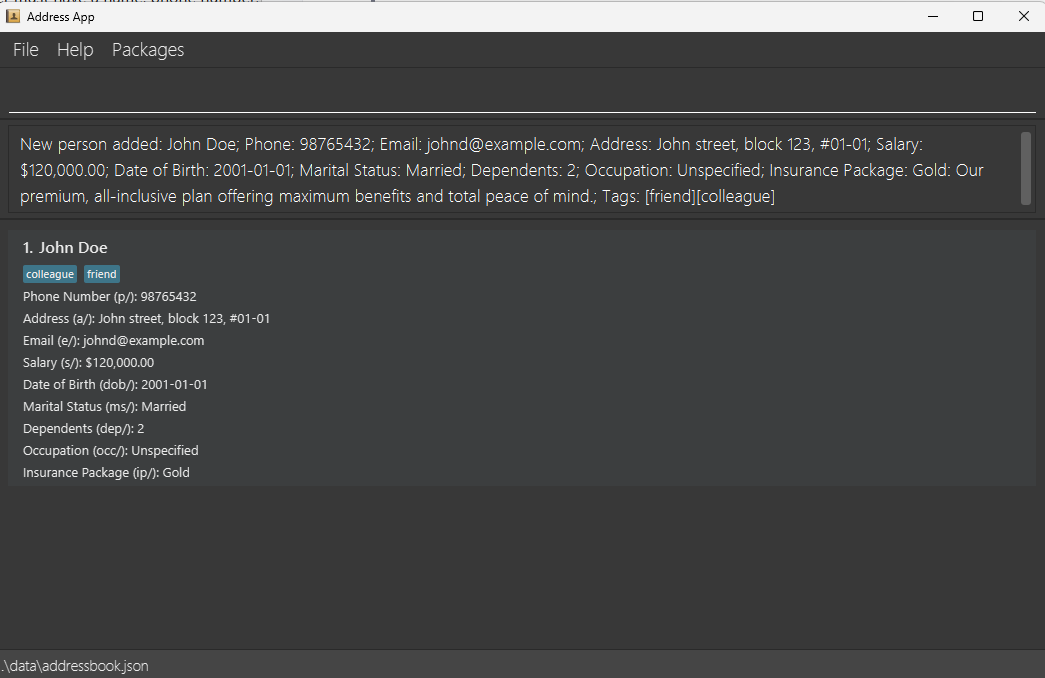 Address App
File Help Packages
New person added: John Doe; Phone: 98765432; Email: johnd@example.com; Address: John street, block 123, #01-01; Salary:
$120,000.00; Date of Birth: 2001-01-01; Marital Status: Married; Dependents: 2; Occupation: Unspecified; Insurance Package: Gold: Our
premium, all-inclusive plan offering maximum benefits and total peace of mind.; Tags: [friend][colleague]
1. John Doe
colleague friend
Phone Number (p/): 98765432
Address (a/): John street, block 123, #01-01
Email (e/): johnd@example.com
Salary (s/): $120,000.00
Date of Birth (dob/): 2001-01-01
Marital Status (ms/): Married
Dependents (dep/): 2
Occupation (occ/): Unspecified
Insurance Package (ip/): Gold
.\data\addressbook.json